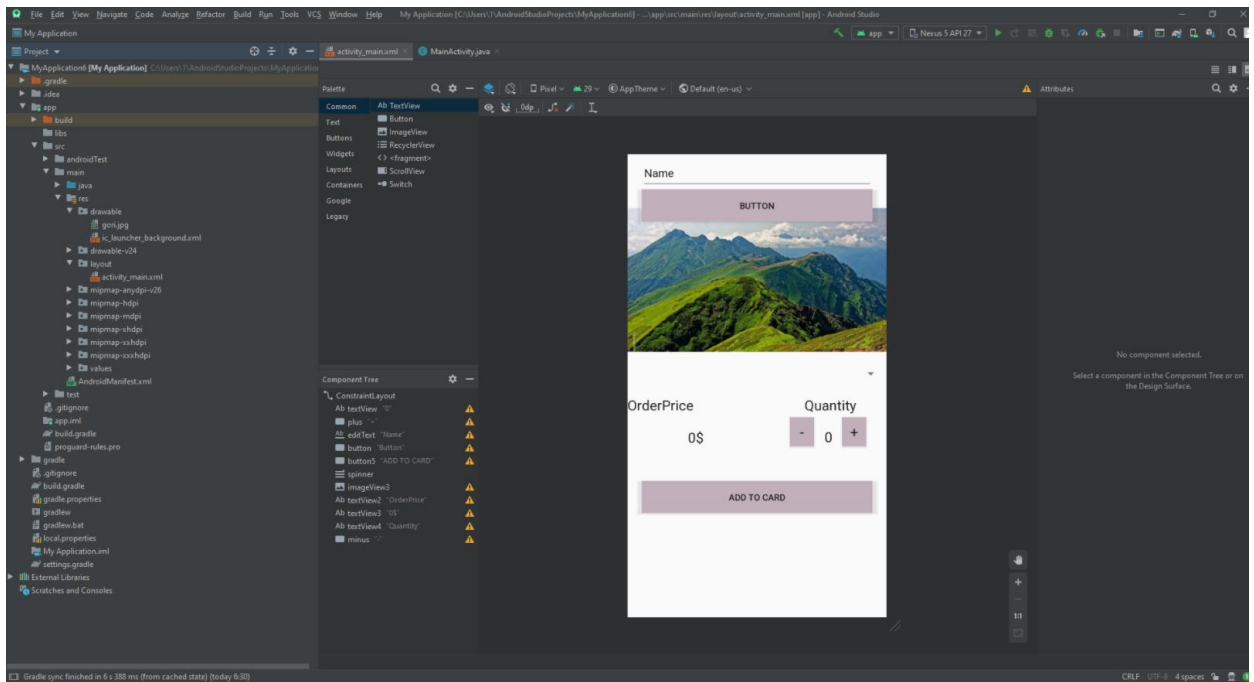 File Edit View Navigate Code Analyze Refactor Build Run Tools VCS Window Help My Application [C:\Users\1\AndroidStudioProjects\MyApplication6] - ...\app\src\main\res\layout\activity_main.xml [app] - Android Studio
My Application
app
Nexus 5 API 27
Project
activity_main.xml
MainActivity.java
MyApplication6 [My Application] C:\Users\1\AndroidStudioProjects\MyApplication
.gradle
.idea
app
build
libs
src
androidTest
main
java
res
drawable
gori.jpg
ic_launcher_background.xml
drawable-v24
layout
activity_main.xml
mipmap-anydpi-v26
mipmap-hdpi
mipmap-mdpi
mipmap-xhdpi
mipmap-xxhdpi
mipmap-xxxhdpi
values
AndroidManifest.xml
test
.gitignore
app.iml
build.gradle
proguard-rules.pro
gradle
.gitignore
build.gradle
gradle.properties
gradlew
gradlew.bat
local.properties
My Application.iml
settings.gradle
External Libraries
Scratches and Consoles
Palette
Common
Text
Buttons
Widgets
Layouts
Containers
Google
Legacy
Ab TextView
Button
ImageView
RecyclerView
<> <fragment>
ScrollView
Switch
Pixel
29
AppTheme
Default (en-us)
0dp
Component Tree
ConstraintLayout
Ab textView "0"
plus "+"
Ab editText "Name"
button "Button"
button5 "ADD TO CARD"
spinner
imageView3
Ab textView2 "OrderPrice"
Ab textView3 "0$"
Ab textView4 "Quantity"
minus "-"
Name
BUTTON
OrderPrice
Quantity
0$
- 0 +
ADD TO CARD
1:1
Attributes
No component selected.
Select a component in the Component Tree or on
the Design Surface.
Gradle sync finished in 6 s 388 ms (from cached state) (today 6:30)
CRLF UTF-8 4 spaces